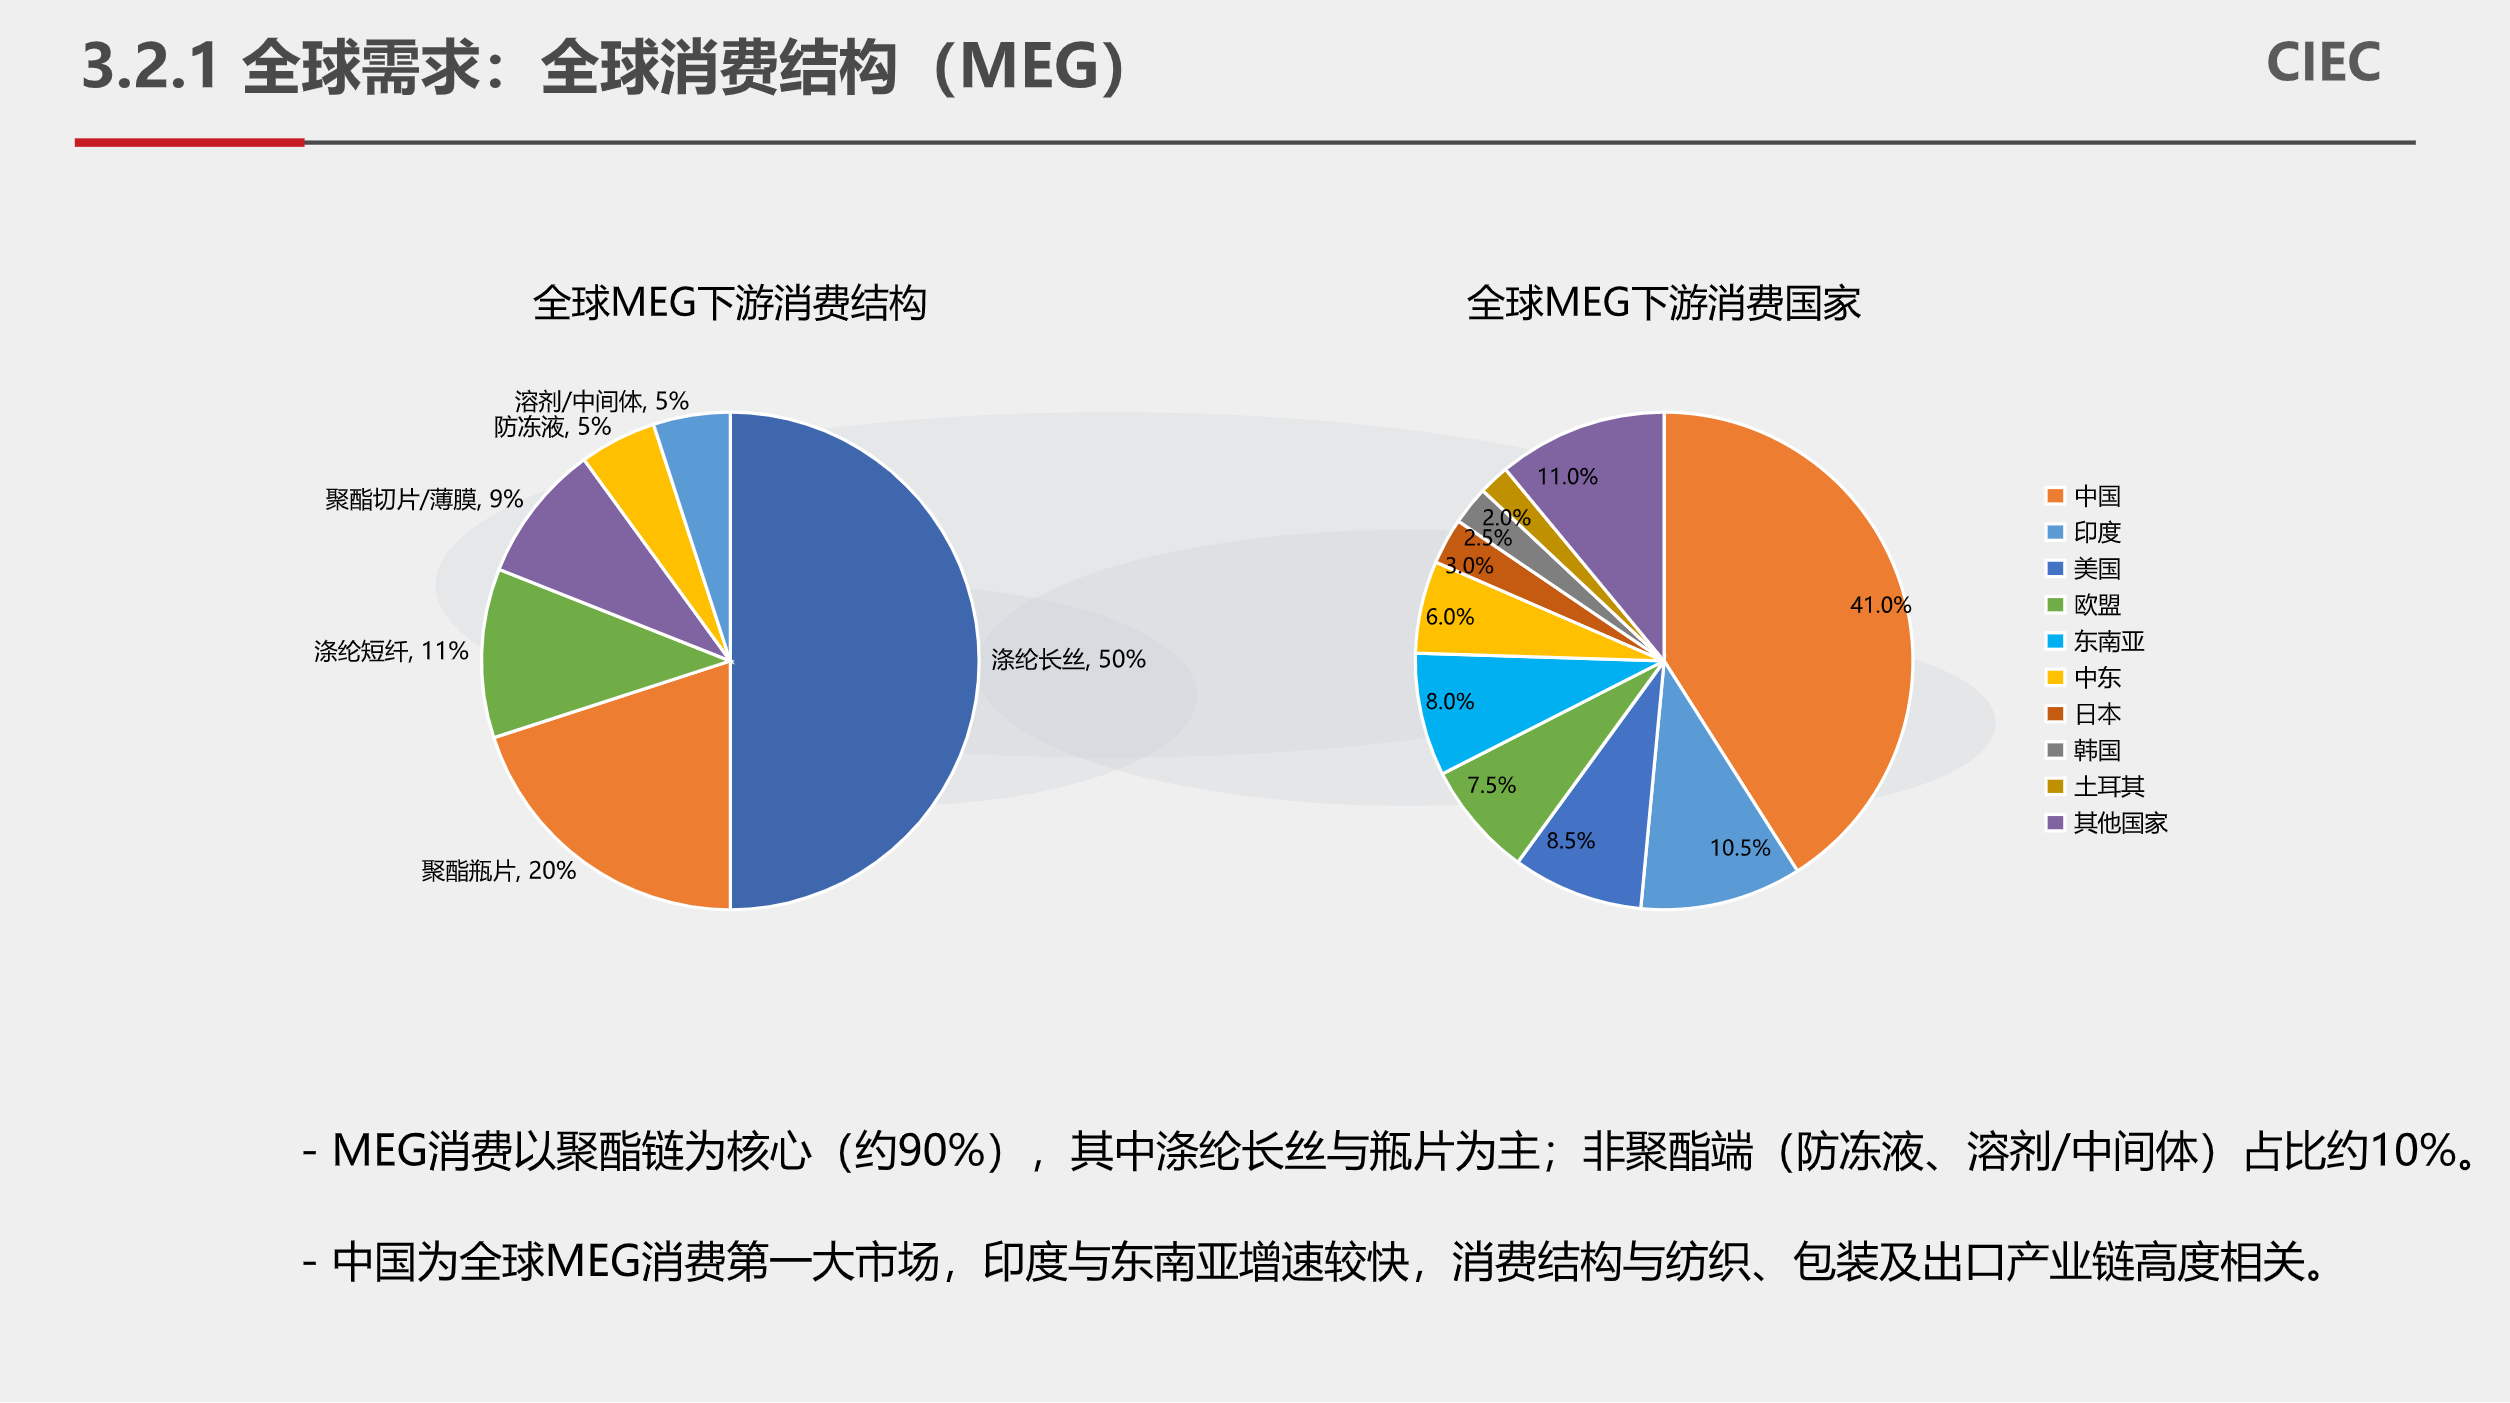 3.2.1 全球需求：全球消费结构（MEG）
CIEC
全球MEG下游消费结构
溶剂/中间体, 5%
防冻液, 5%
聚酯切片/薄膜, 9%
涤纶短纤, 11%
涤纶长丝, 50%
聚酯瓶片, 20%
全球MEG下游消费国家
11.0%
2.0%
2.5%
3.0%
6.0%
8.0%
7.5%
8.5%
10.5%
41.0%
中国
印度
美国
欧盟
东南亚
中东
日本
韩国
土耳其
其他国家
- MEG消费以聚酯链为核心（约90%），其中涤纶长丝与瓶片为主；非聚酯端（防冻液、溶剂/中间体）占比约10%。
- 中国为全球MEG消费第一大市场，印度与东南亚增速较快，消费结构与纺织、包装及出口产业链高度相关。